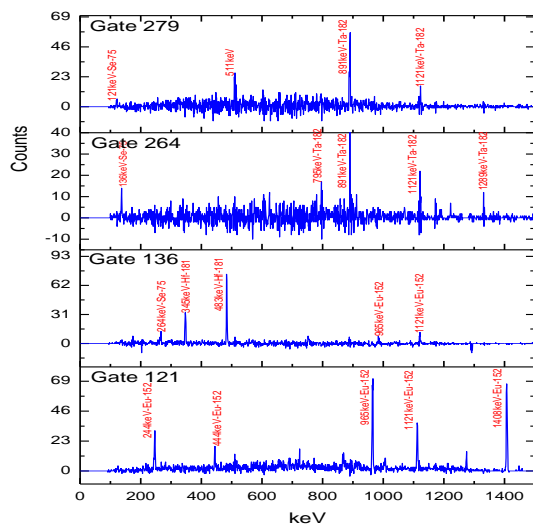 69
Gate 279
46
23
0
121keV-Se-75
511keV
891keV-Ta-182
1121keV-Ta-182
40
Gate 264
30
20
10
0
-10
136keV-Se-75
795keV-Ta-182
891keV-Ta-182
1121keV-Ta-182
1289keV-Ta-182
93
Gate 136
62
31
0
264keV-Se-75
345keV-Hf-181
483keV-Hf-181
965keV-Eu-152
1121keV-Eu-152
69
Gate 121
46
23
0
244keV-Eu-152
444keV-Eu-152
965keV-Eu-152
1121keV-Eu-152
1408keV-Eu-152
0 200 400 600 800 1000 1200 1400
keV
Counts